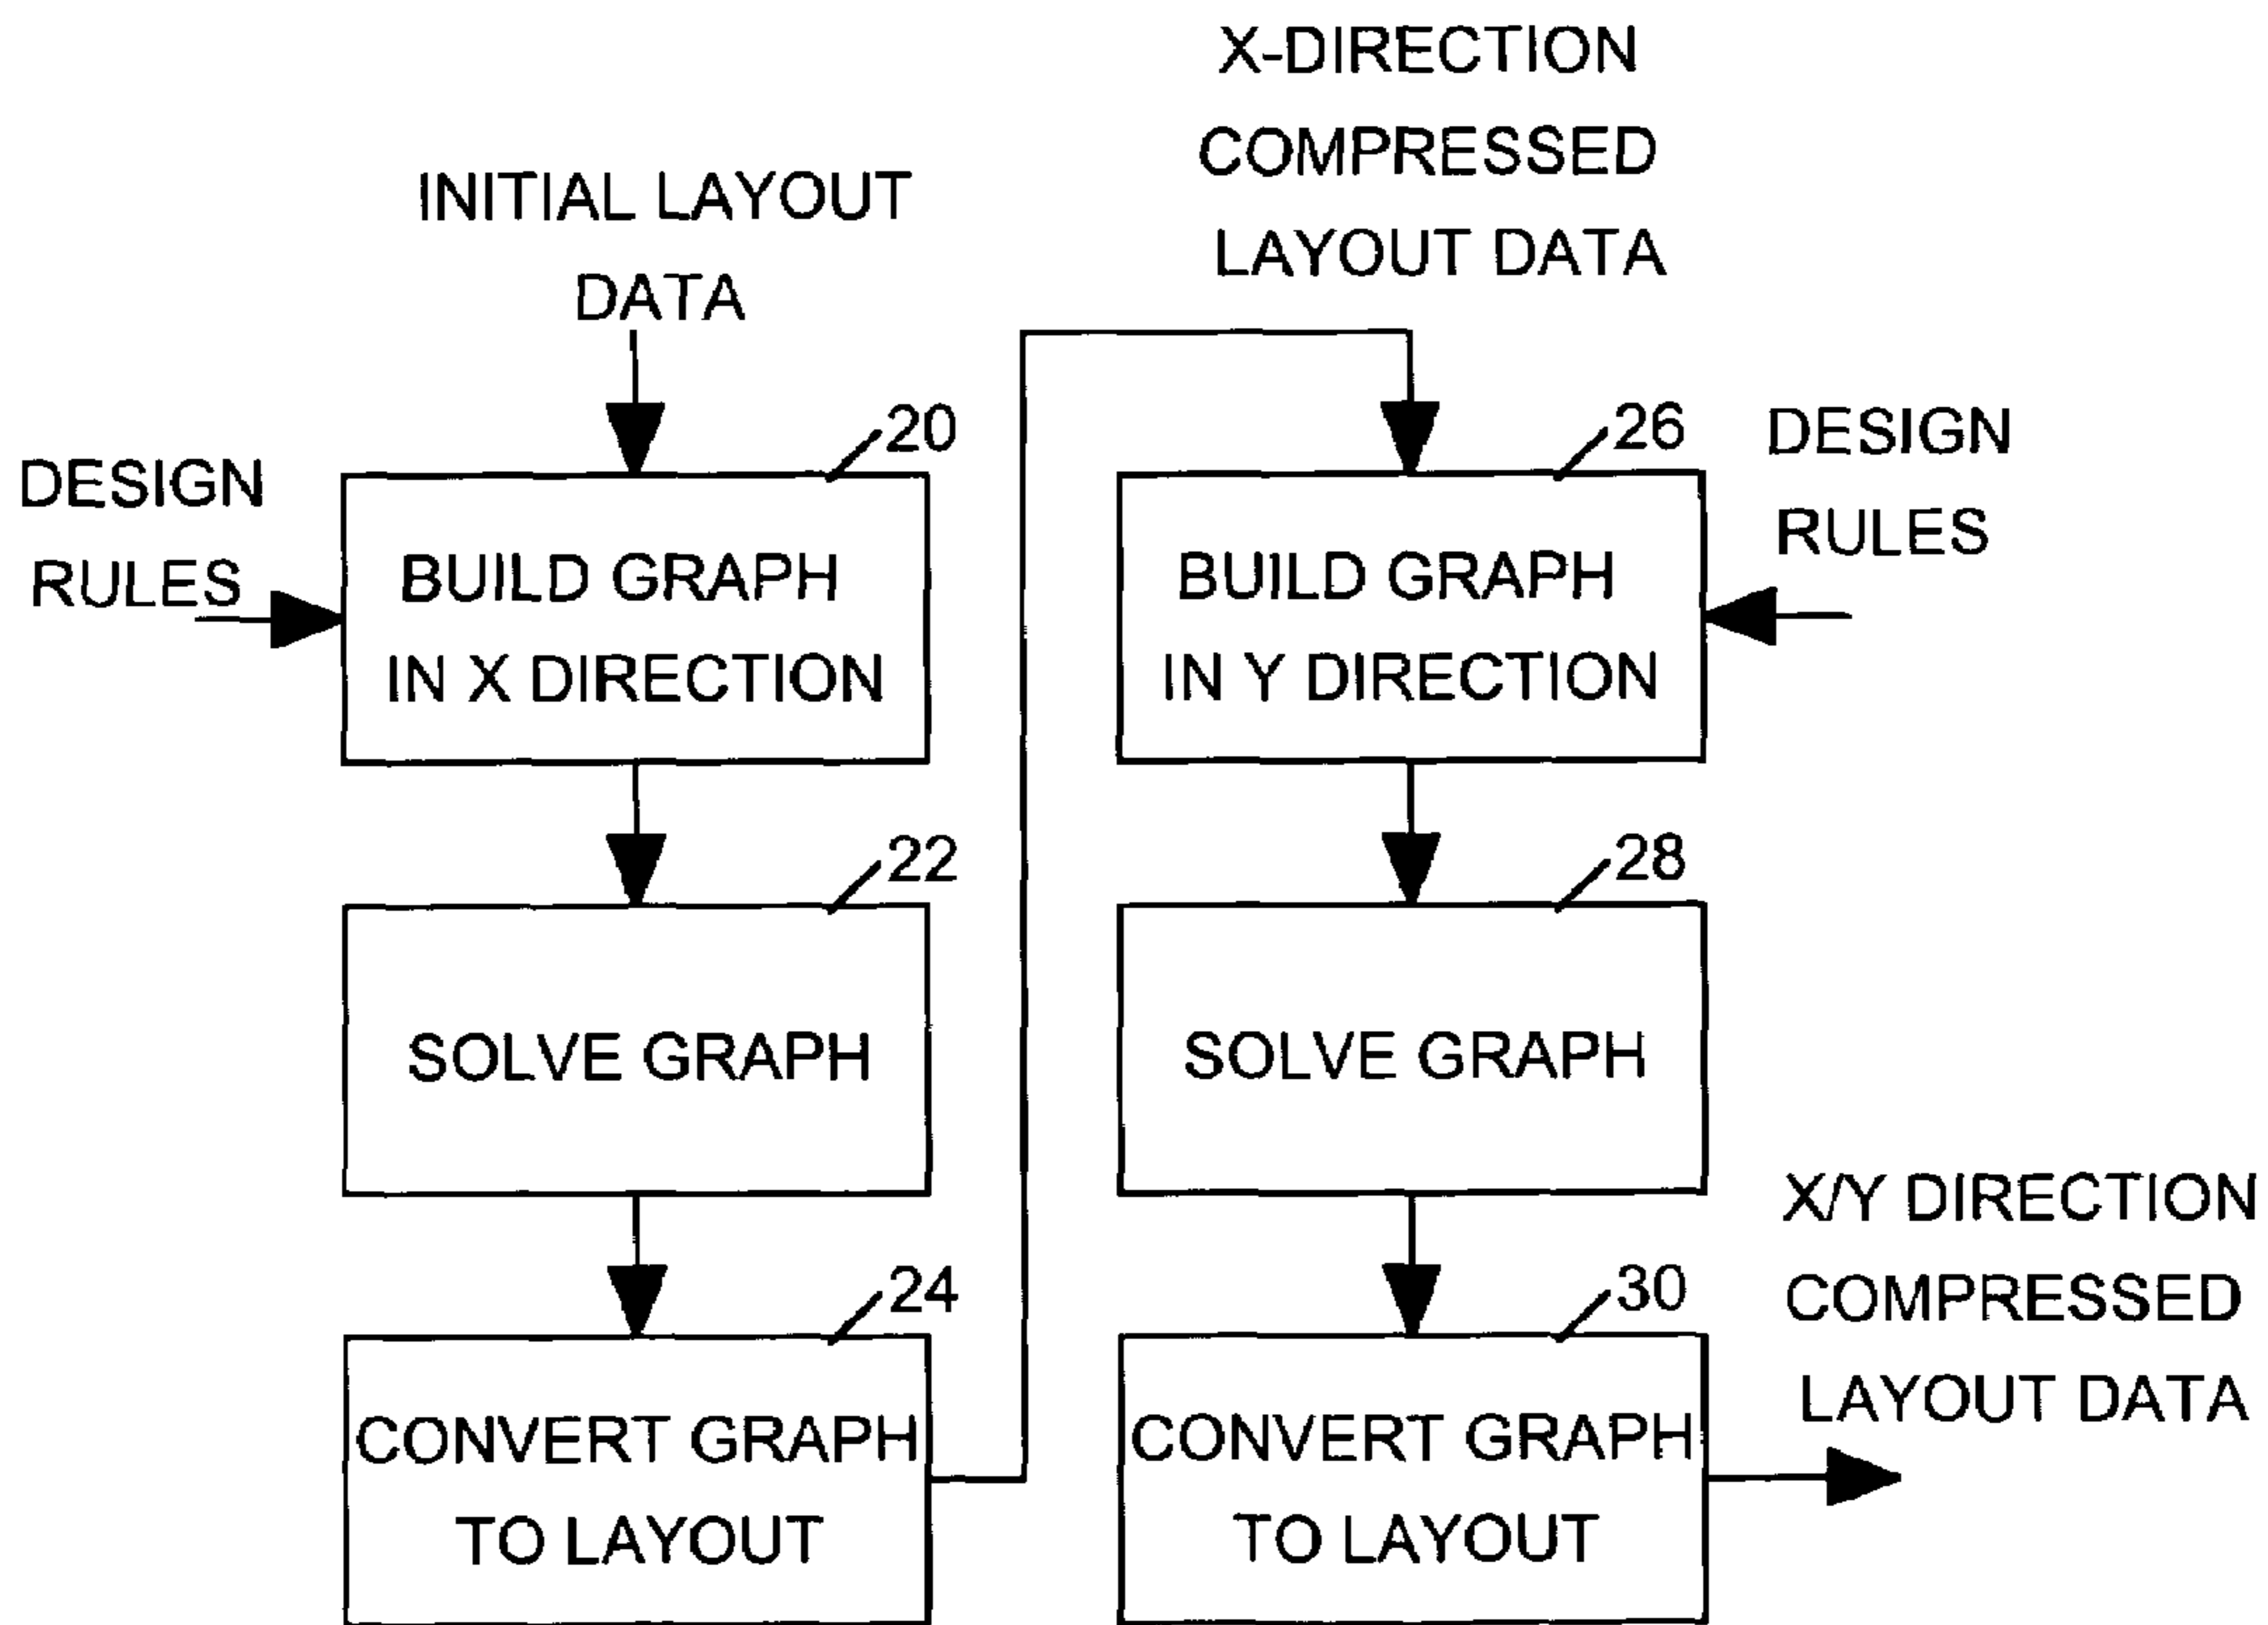 INITIAL LAYOUT
DATA
DESIGN
RULES
20
BUILD GRAPH
IN X DIRECTION
22
SOLVE GRAPH
24
CONVERT GRAPH
TO LAYOUT
X-DIRECTION
COMPRESSED
LAYOUT DATA
26
DESIGN
RULES
BUILD GRAPH
IN Y DIRECTION
28
SOLVE GRAPH
30
CONVERT GRAPH
TO LAYOUT
X/Y DIRECTION
COMPRESSED
LAYOUT DATA